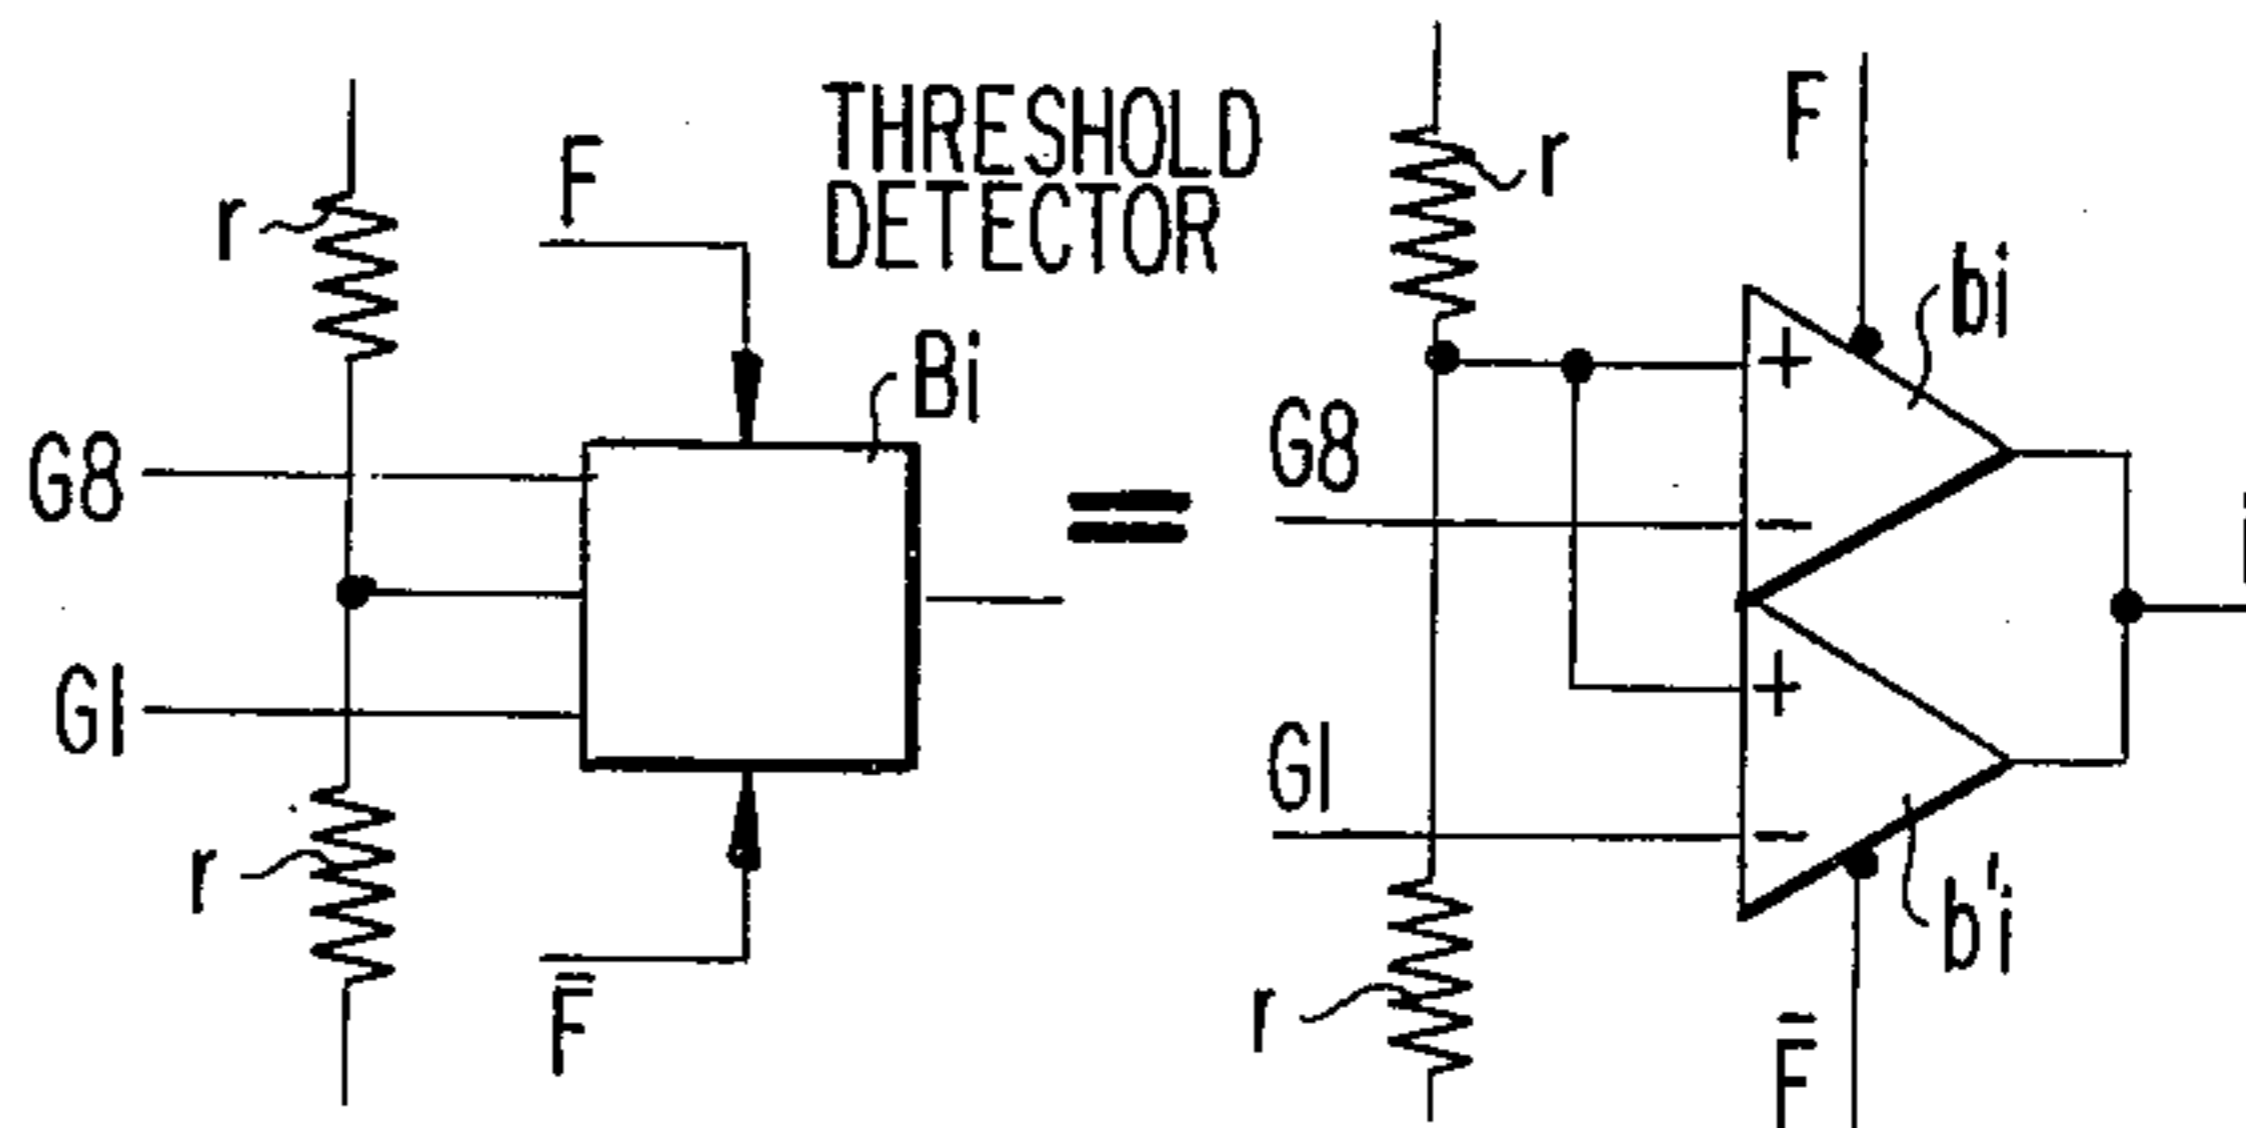 THRESHOLD
DETECTOR
r
F
Bi
G8
G1
r
F̅
=
r
F
bi
G8
+
-
G1
+
-
b'i
r
F̅